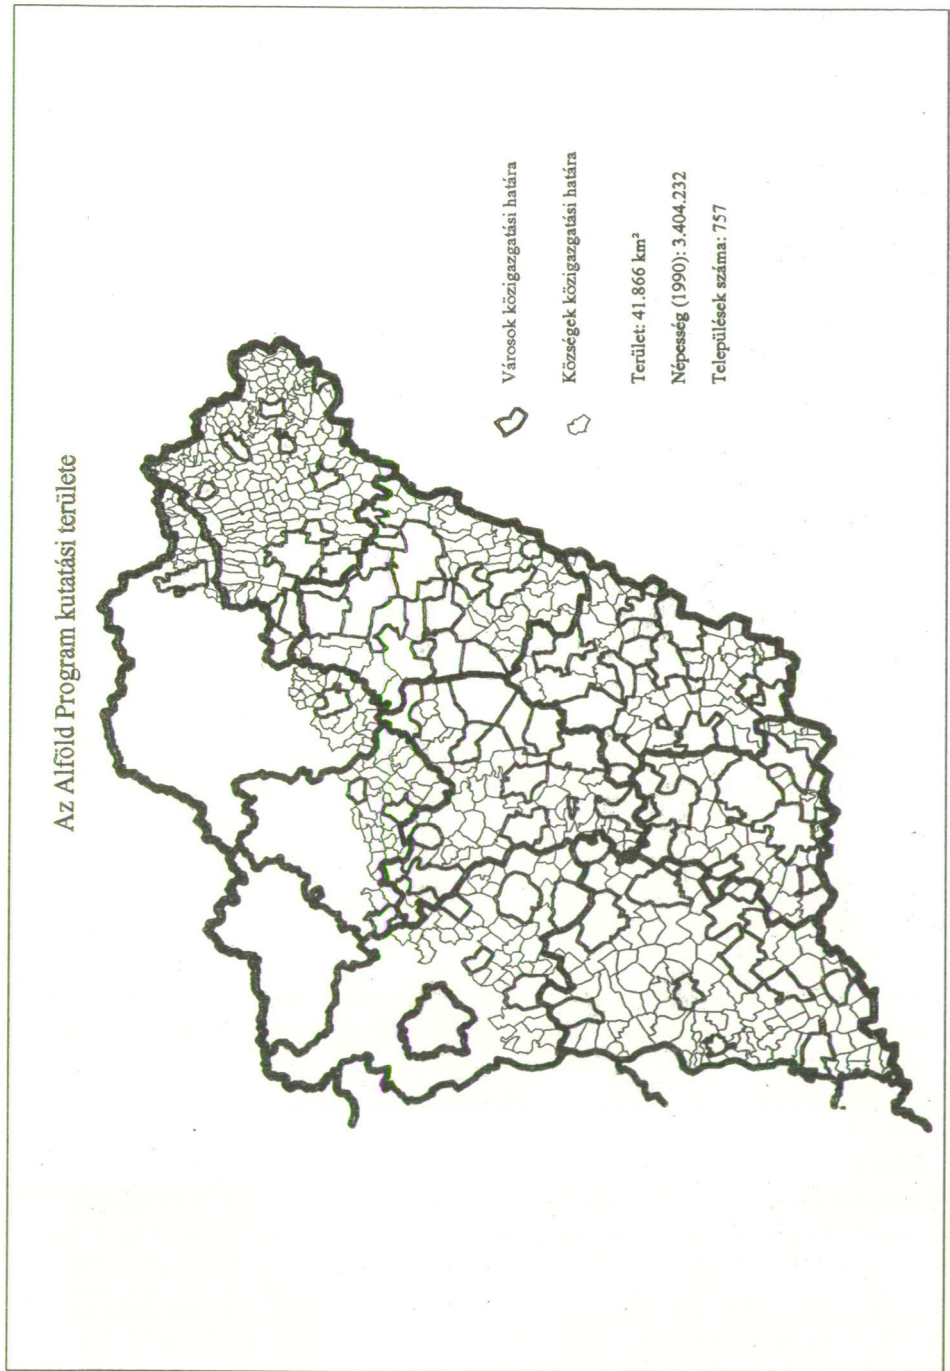 Az Alföld Program kutatási területe
Városok közigazgatási határa
Községek közigazgatási határa
Terület: 41.866 km²
Népesség (1990): 3.404.232
Települések száma: 757